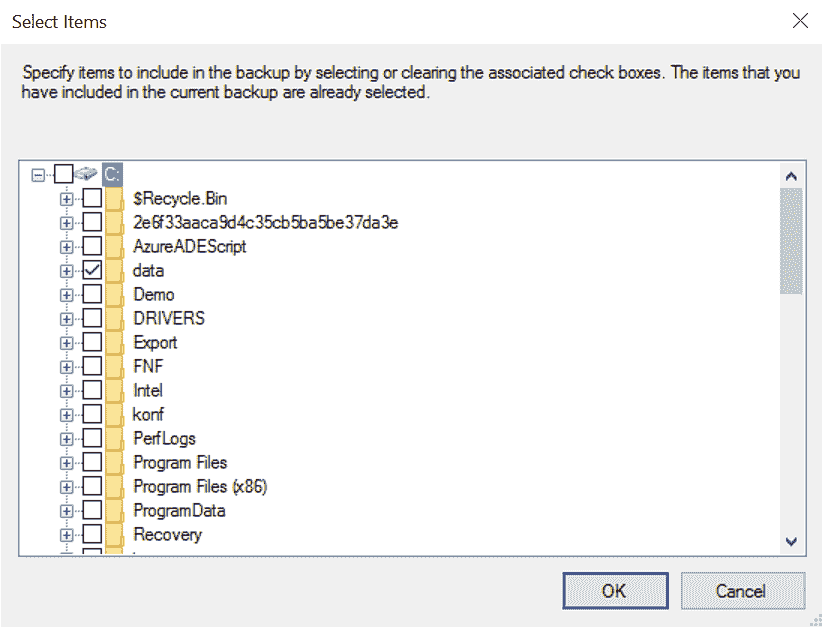 Select Items
Specify items to include in the backup by selecting or clearing the associated check boxes. The items that you
have included in the current backup are already selected.
C:
$Recycle.Bin
2e6f33aaca9d4c35cb5ba5be37da3e
AzureADEScript
data
Demo
DRIVERS
Export
FNF
Intel
konf
PerfLogs
Program Files
Program Files (x86)
ProgramData
Recovery
OK
Cancel